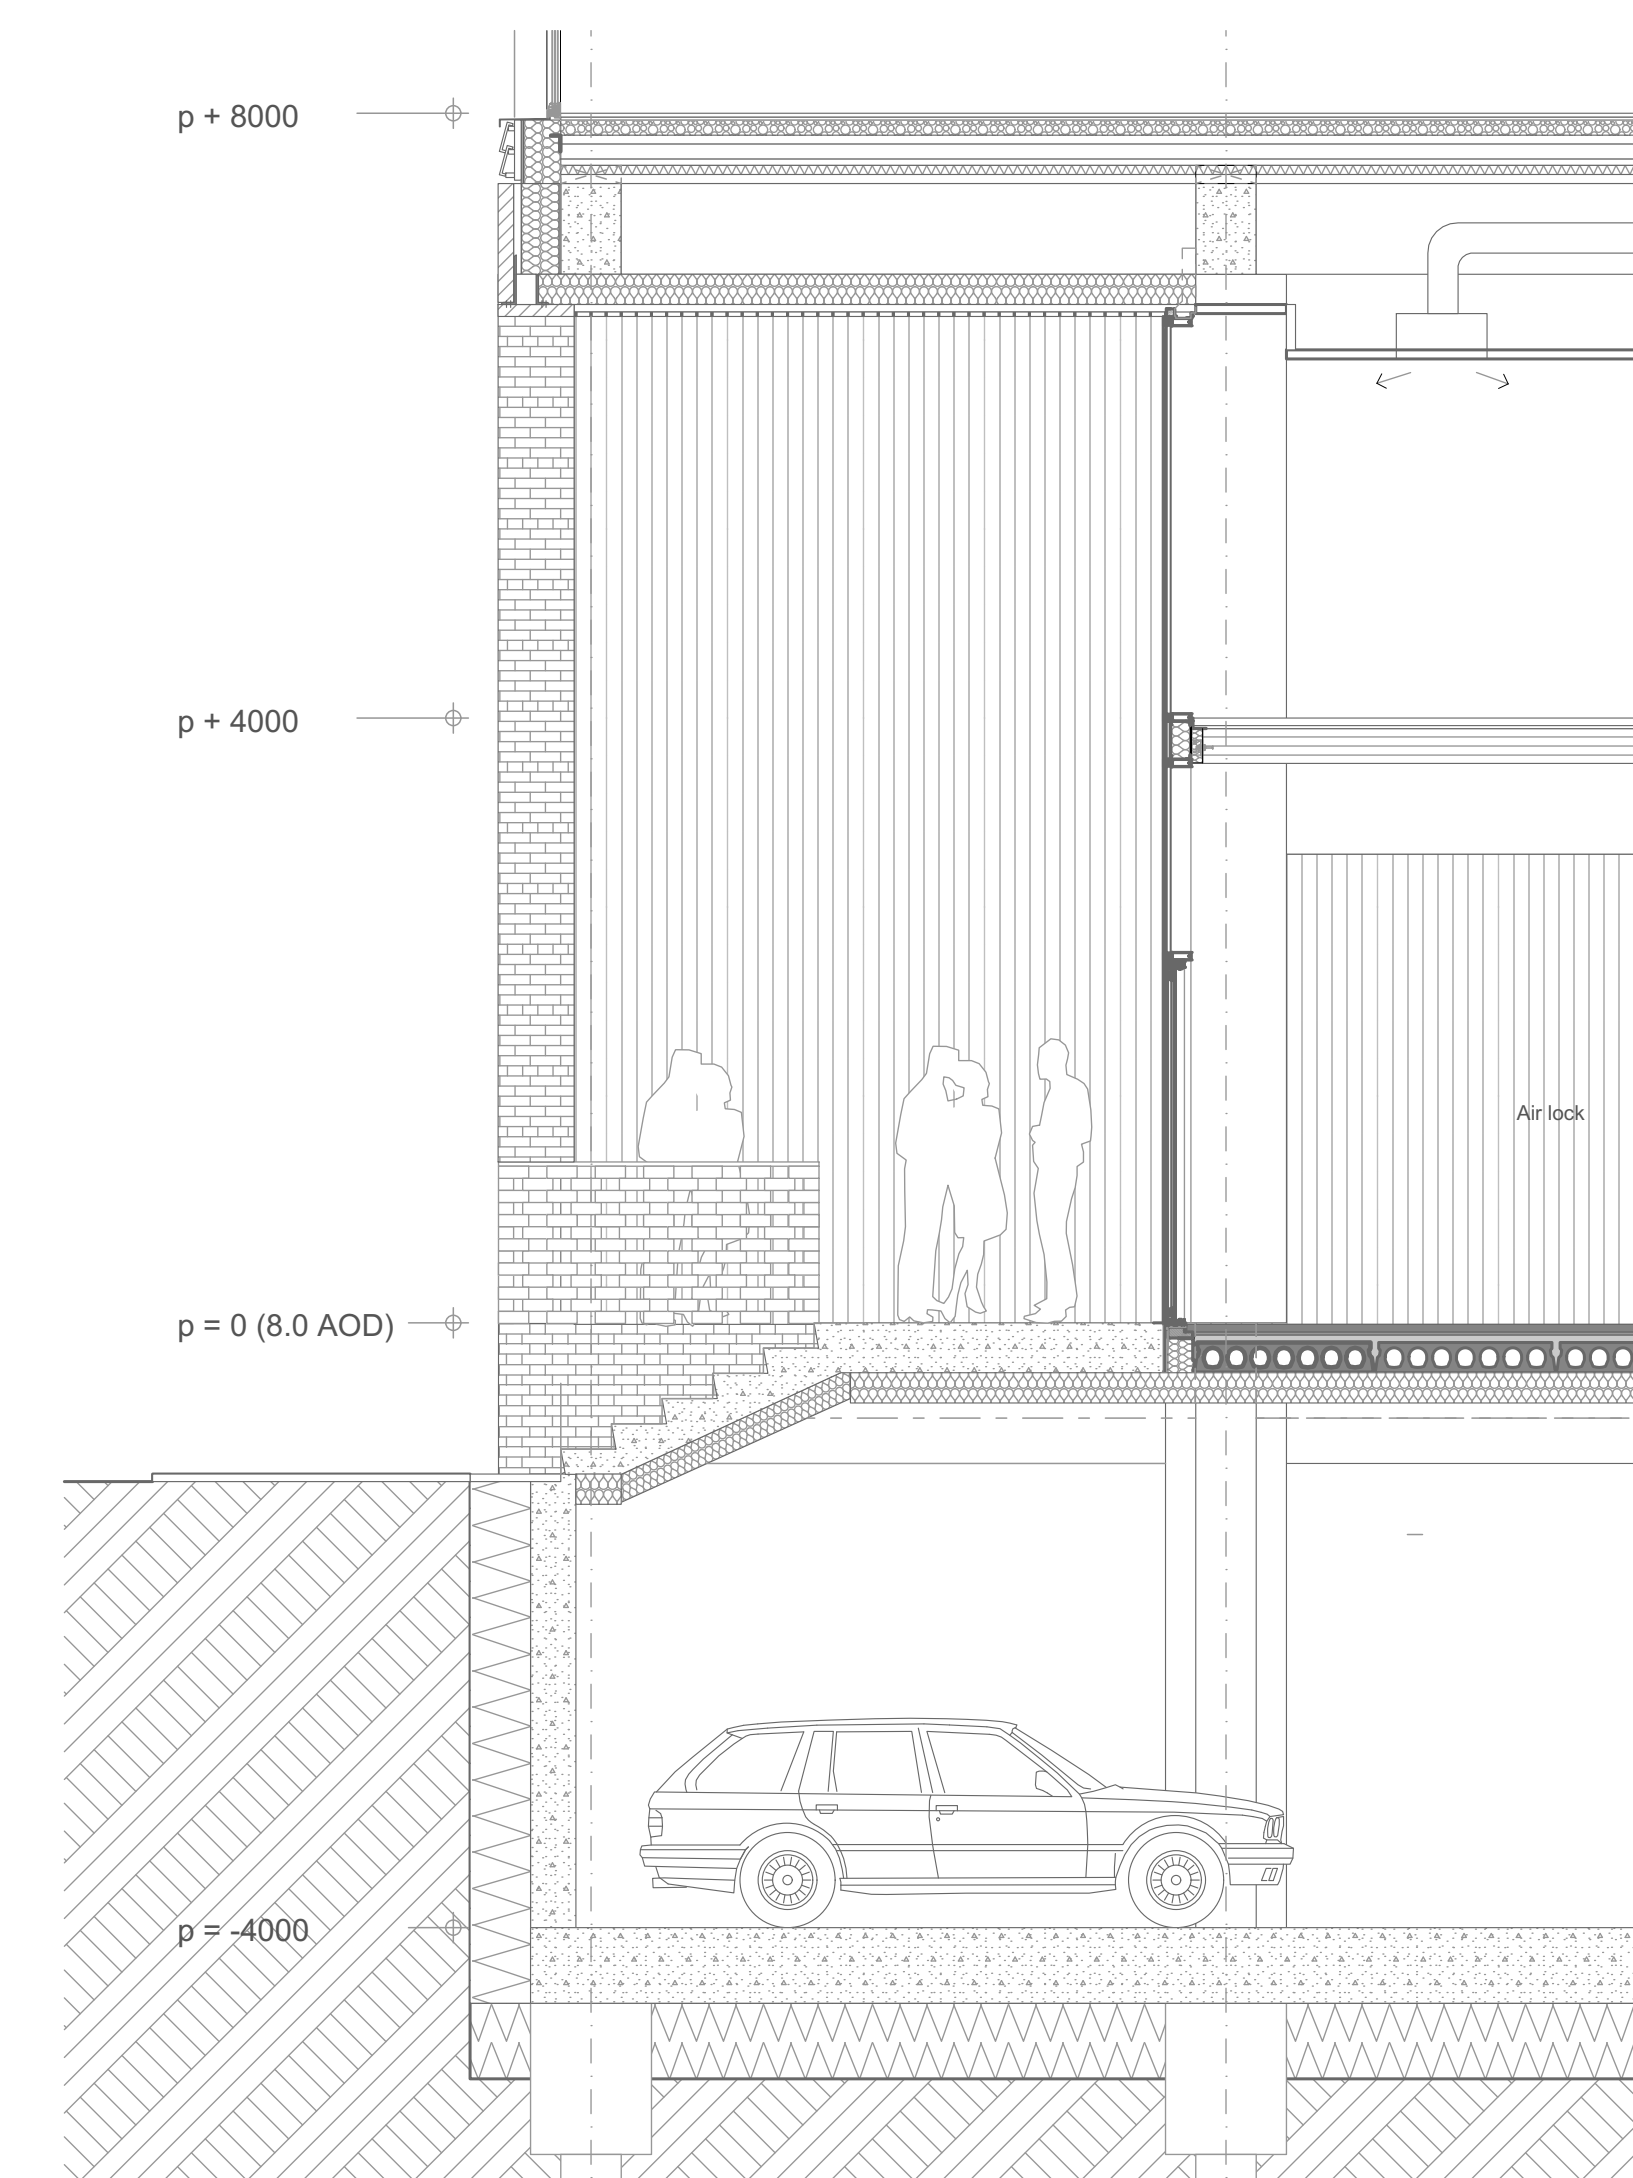 p + 8000
p + 4000
Air lock
p = 0 (8.0 AOD)
p = -4000